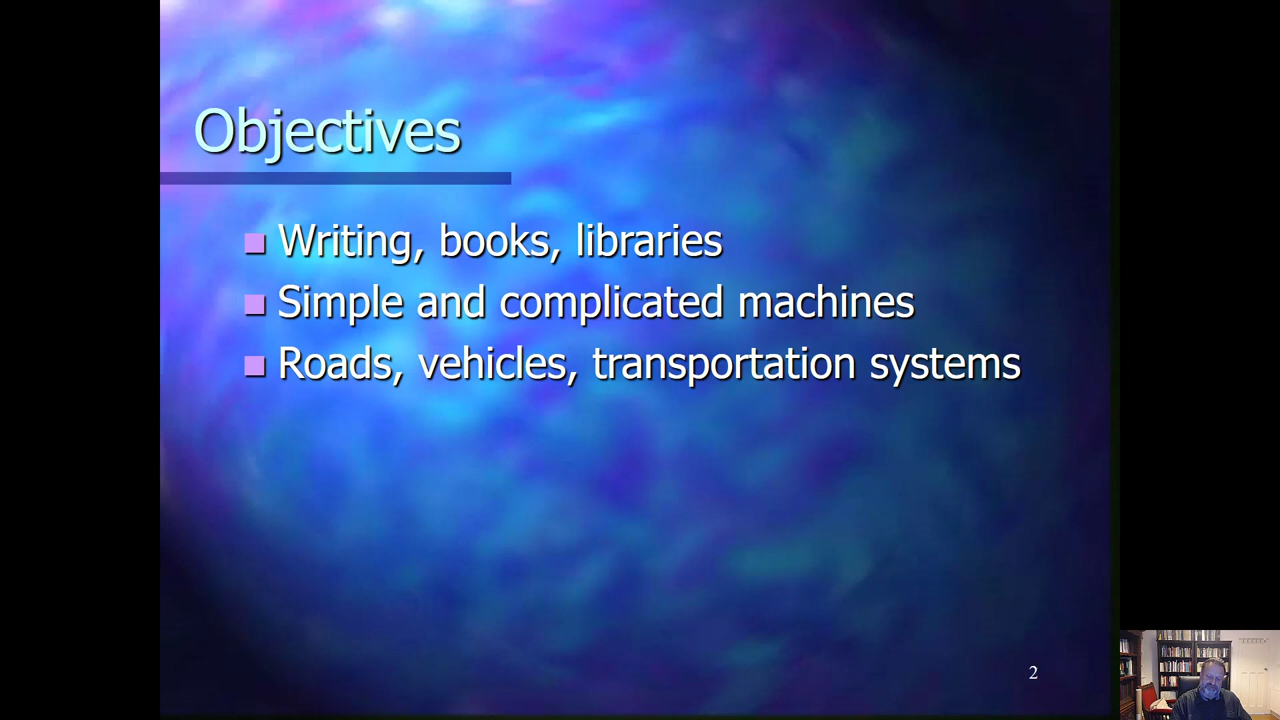 Objectives
Writing, books, libraries
Simple and complicated machines
Roads, vehicles, transportation systems
2